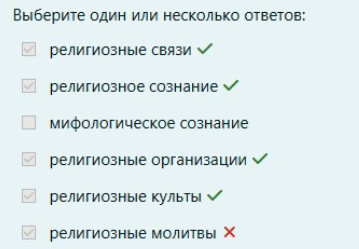 Выберите один или несколько ответов:
религиозные связи
религиозное сознание
мифологическое сознание
религиозные организации
религиозные культы
религиозные молитвы